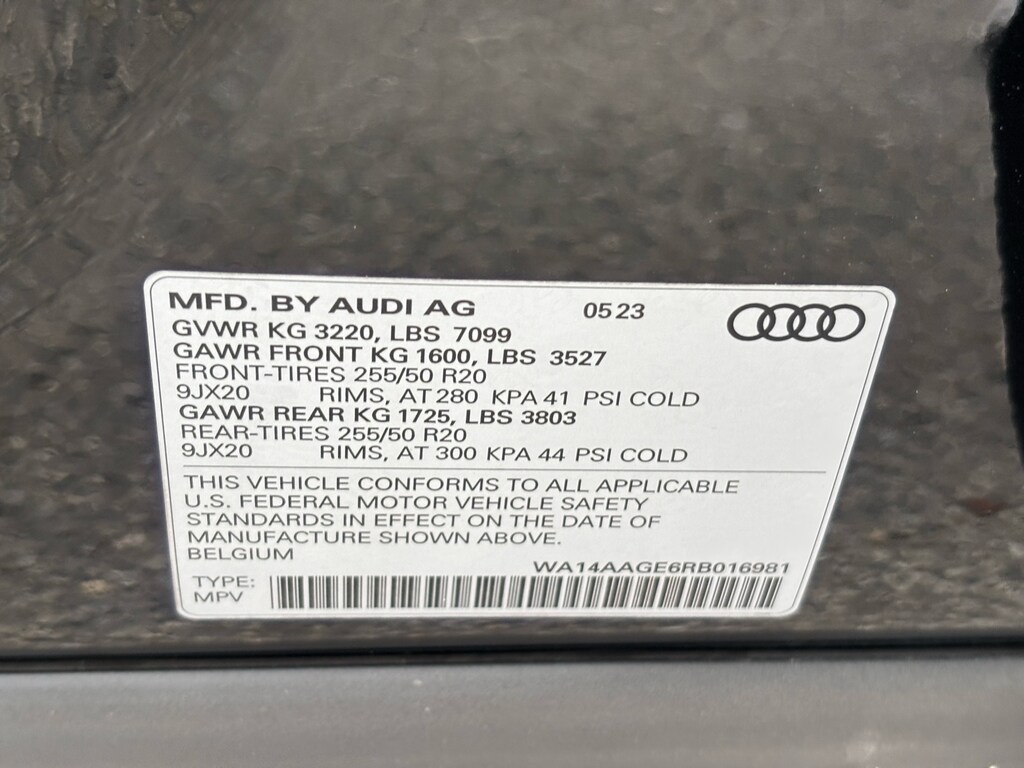 MFD. BY AUDI AG 05 23
GVWR KG 3220, LBS 7099
GAWR FRONT KG 1600, LBS 3527
FRONT-TIRES 255/50 R20
9JX20 RIMS, AT 280 KPA 41 PSI COLD
GAWR REAR KG 1725, LBS 3803
REAR-TIRES 255/50 R20
9JX20 RIMS, AT 300 KPA 44 PSI COLD
THIS VEHICLE CONFORMS TO ALL APPLICABLE
U.S. FEDERAL MOTOR VEHICLE SAFETY
STANDARDS IN EFFECT ON THE DATE OF
MANUFACTURE SHOWN ABOVE.
BELGIUM
WA14AAGE6RB016981
TYPE:
MPV